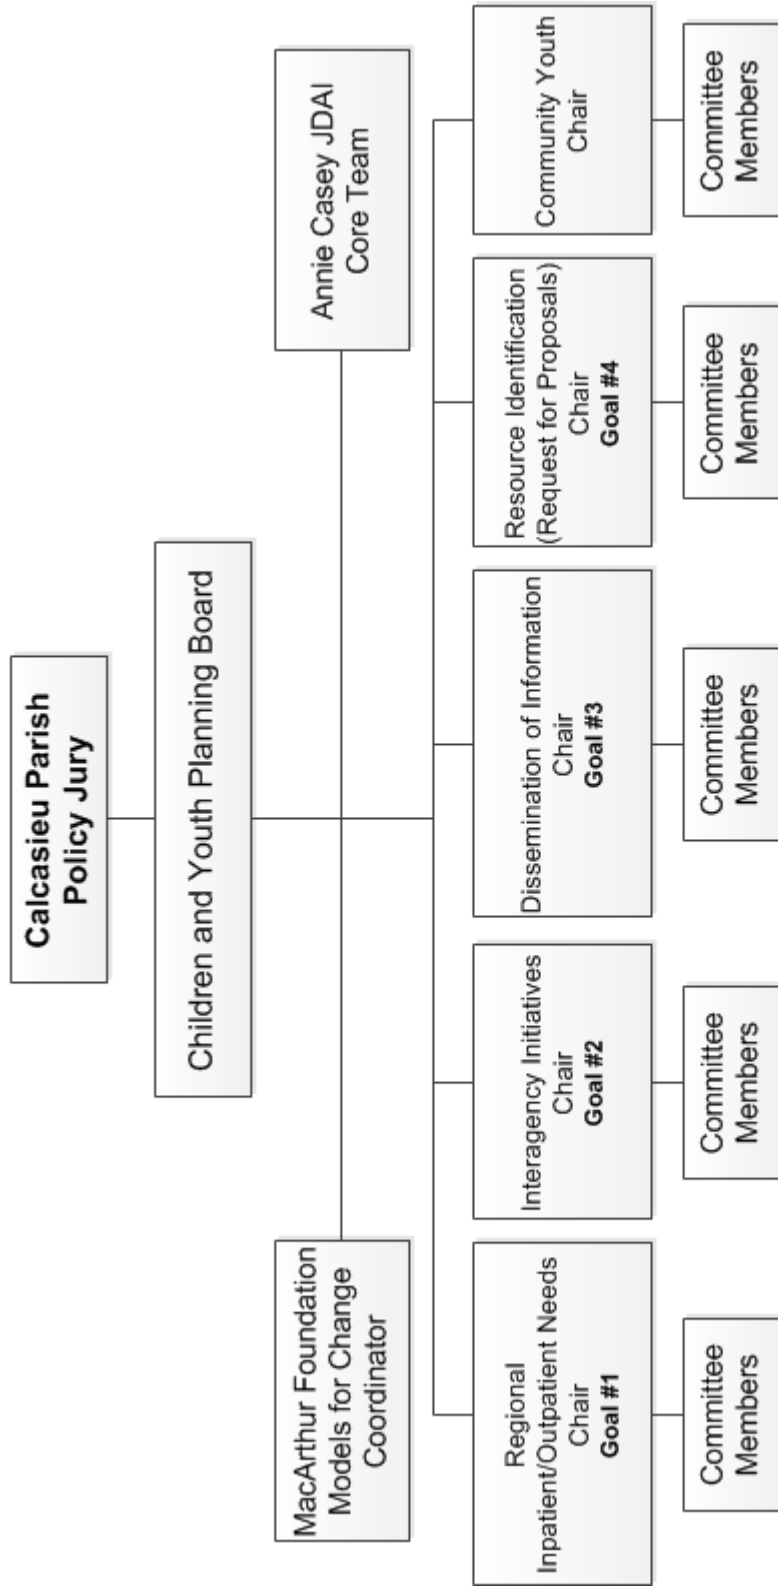 Calcasieu Parish
Policy Jury
Children and Youth Planning Board
MacArthur Foundation
Models for Change
Coordinator
Annie Casey JDAI
Core Team
Regional
Inpatient/Outpatient Needs
Chair
Goal #1
Interagency Initiatives
Chair
Goal #2
Dissemination of Information
Chair
Goal #3
Resource Identification
(Request for Proposals)
Chair
Goal #4
Community Youth
Chair
Committee
Members
Committee
Members
Committee
Members
Committee
Members
Committee
Members